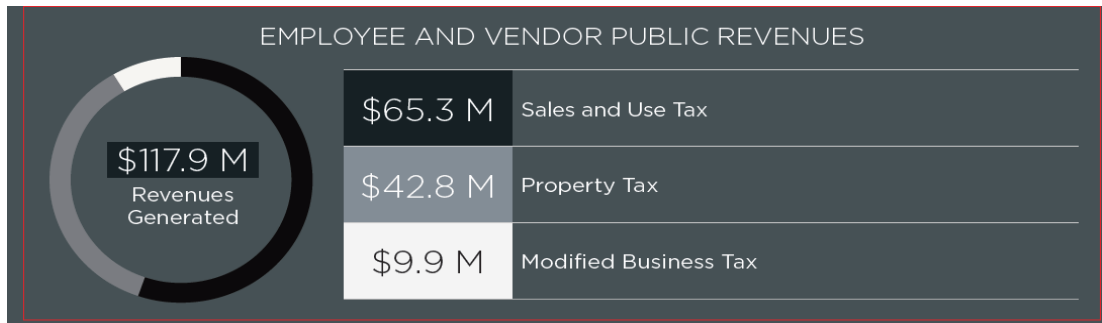 EMPLOYEE AND VENDOR PUBLIC REVENUES
$117.9 M
Revenues
Generated
$65.3 M Sales and Use Tax
$42.8 M Property Tax
$9.9 M Modified Business Tax